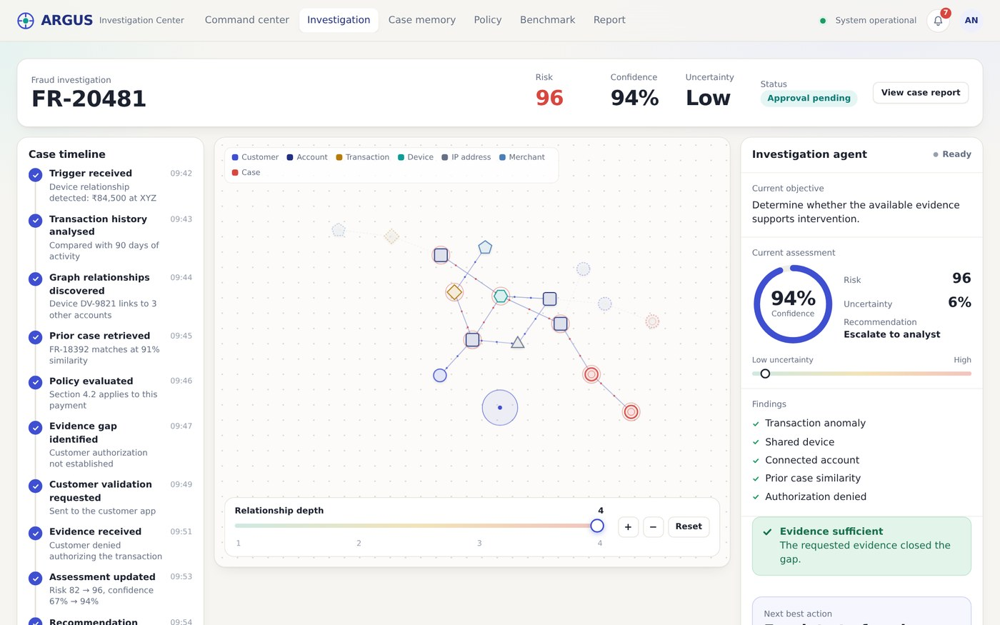 ARGUS Investigation Center
Command center
Investigation
Case memory
Policy
Benchmark
Report
System operational
7
AN
Fraud investigation
FR-20481
Risk
96
Confidence
94%
Uncertainty
Low
Status
Approval pending
View case report
Case timeline
Trigger received 09:42
Device relationship
detected: ₹84,500 at XYZ
Transaction history 09:43
analysed
Compared with 90 days of
activity
Graph relationships 09:44
discovered
Device DV-9821 links to 3
other accounts
Prior case retrieved 09:45
FR-18392 matches at 91%
similarity
Policy evaluated 09:46
Section 4.2 applies to this
payment
Evidence gap 09:47
identified
Customer authorization
not established
Customer validation 09:49
requested
Sent to the customer app
Evidence received 09:51
Customer denied
authorizing the transaction
Assessment updated 09:53
Risk 82 → 96, confidence
67% → 94%
Recommendation 09:54
Customer
Account
Transaction
Device
IP address
Merchant
Case
Relationship depth 4
+
−
Reset
1 2 3 4
Investigation agent
Ready
Current objective
Determine whether the available evidence
supports intervention.
Current assessment
94%
Confidence
Risk 96
Uncertainty 6%
Recommendation
Escalate to analyst
Low uncertainty High
Findings
Transaction anomaly
Shared device
Connected account
Prior case similarity
Authorization denied
Evidence sufficient
The requested evidence closed the
gap.
Next best action